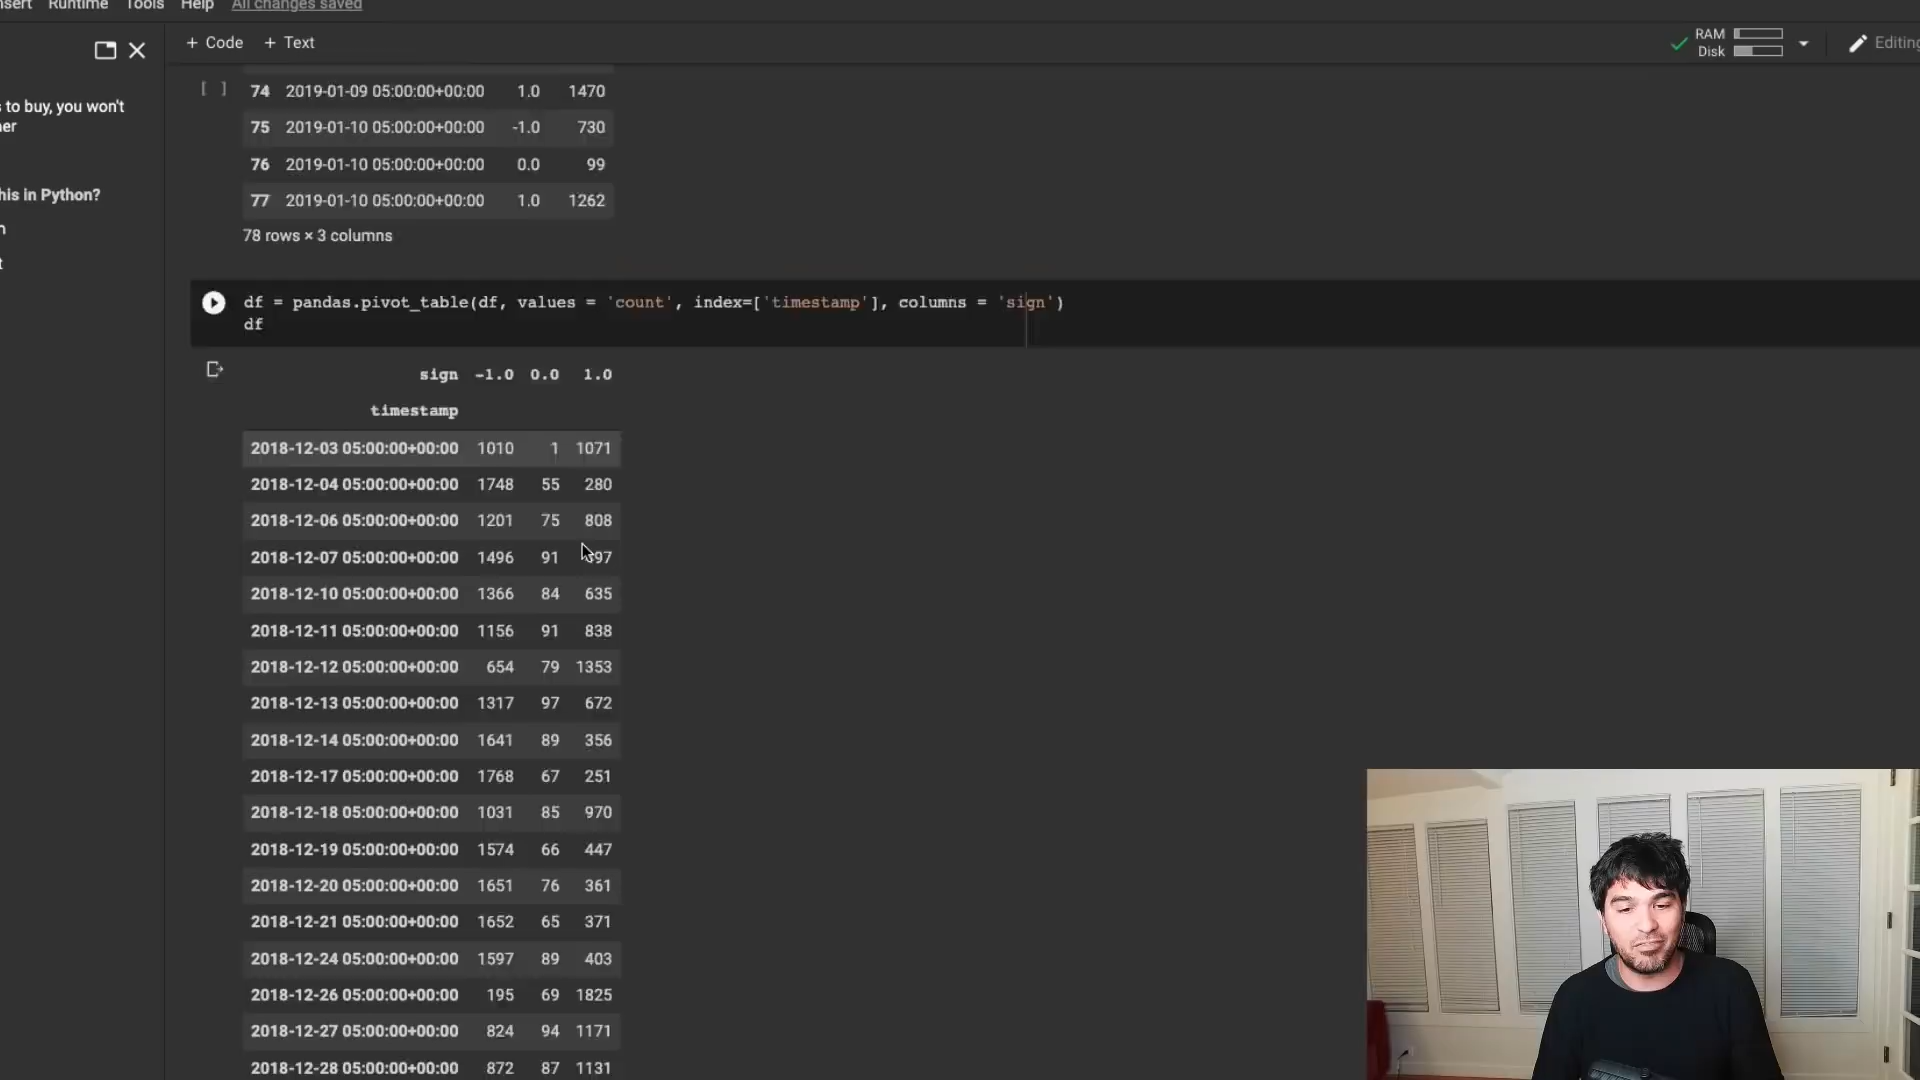 Runtime Tools Help All changes saved
+ Code + Text
RAM
Disk
Editing
to buy, you won't
his in Python?
[ ] 74 2019-01-09 05:00:00+00:00 1.0 1470
75 2019-01-10 05:00:00+00:00 -1.0 730
76 2019-01-10 05:00:00+00:00 0.0 99
77 2019-01-10 05:00:00+00:00 1.0 1262
78 rows × 3 columns
df = pandas.pivot_table(df, values = 'count', index=['timestamp'], columns = 'sign')
df
sign -1.0 0.0 1.0
timestamp
2018-12-03 05:00:00+00:00 1010 1 1071
2018-12-04 05:00:00+00:00 1748 55 280
2018-12-06 05:00:00+00:00 1201 75 808
2018-12-07 05:00:00+00:00 1496 91
2018-12-10 05:00:00+00:00 1366 84 635
2018-12-11 05:00:00+00:00 1156 91 838
2018-12-12 05:00:00+00:00 654 79 1353
2018-12-13 05:00:00+00:00 1317 97 672
2018-12-14 05:00:00+00:00 1641 89 356
2018-12-17 05:00:00+00:00 1768 67 251
2018-12-18 05:00:00+00:00 1031 85 970
2018-12-19 05:00:00+00:00 1574 66 447
2018-12-20 05:00:00+00:00 1651 76 361
2018-12-21 05:00:00+00:00 1652 65 371
2018-12-24 05:00:00+00:00 1597 89 403
2018-12-26 05:00:00+00:00 195 69 1825
2018-12-27 05:00:00+00:00 824 94 1171
2018-12-28 05:00:00+00:00 872 87 1131